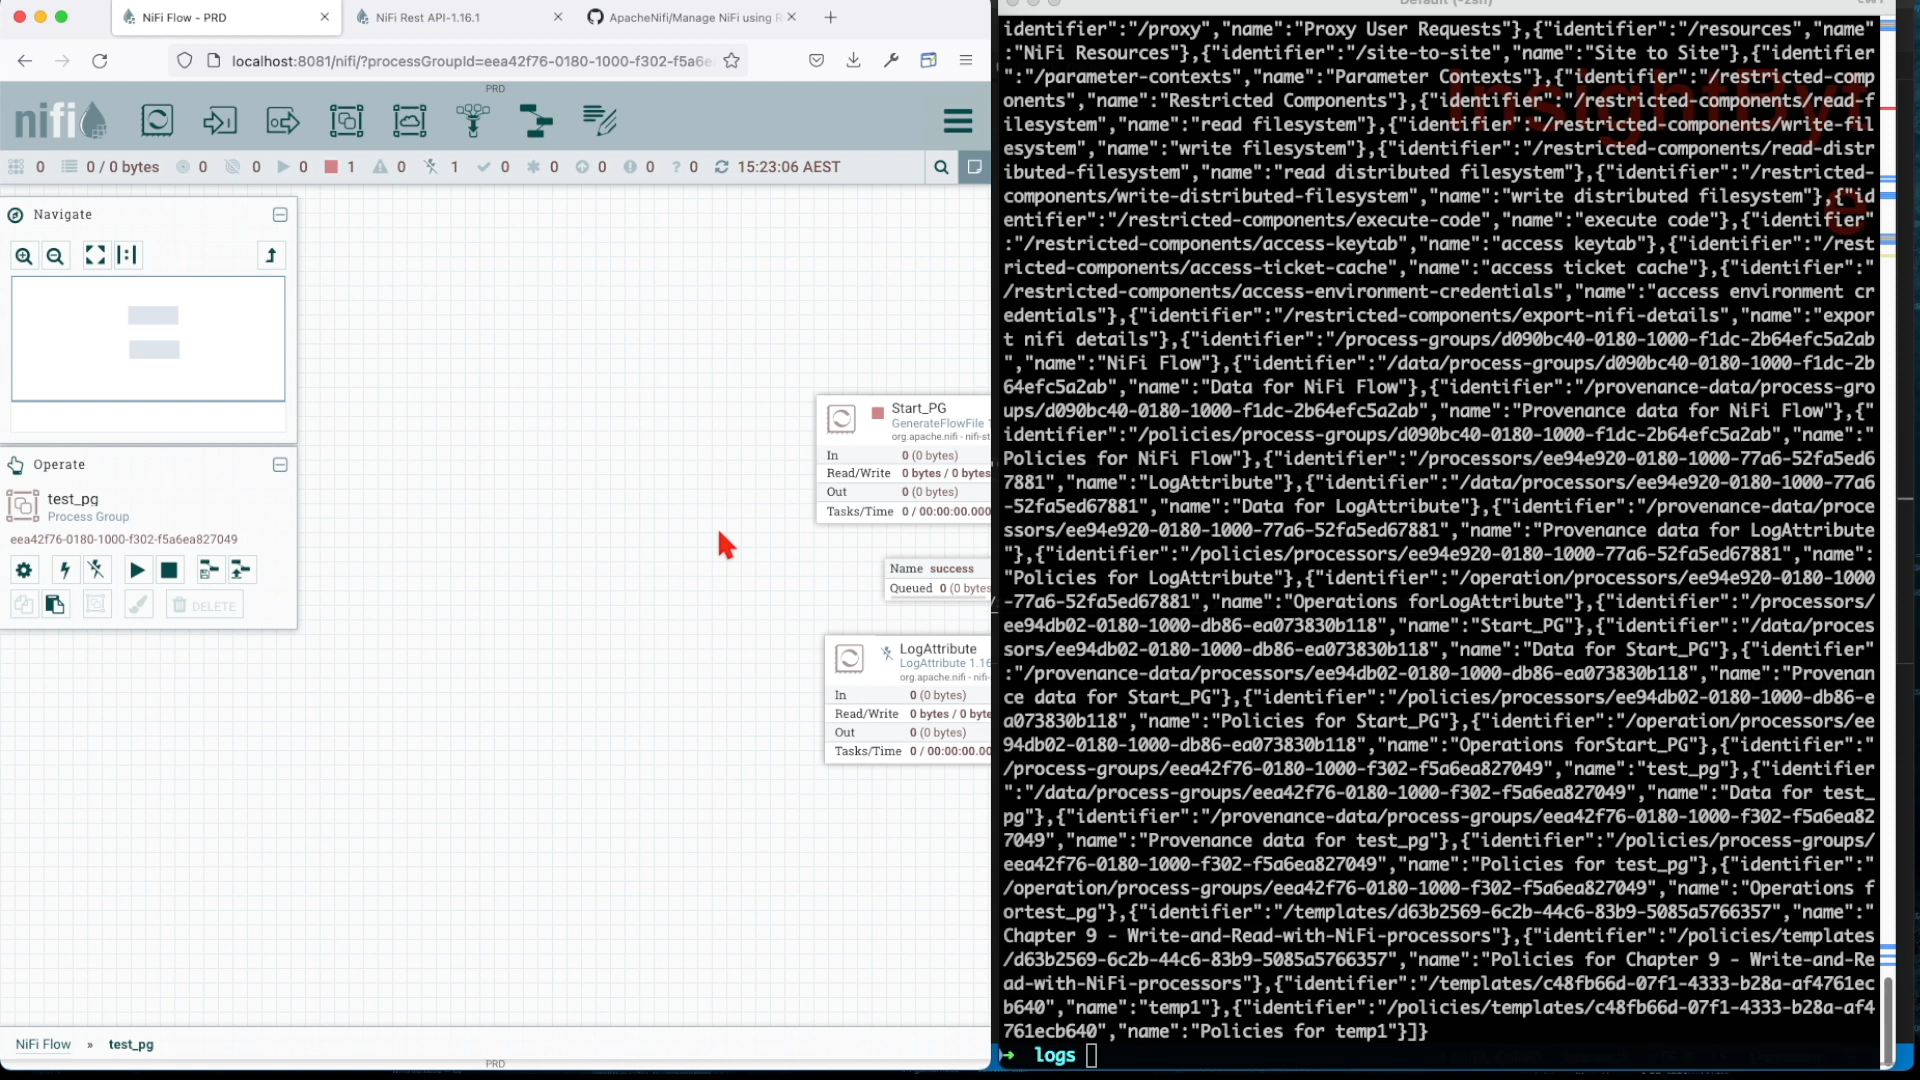 NiFi Flow - PRD
NiFi Rest API-1.16.1
ApacheNifi/Manage NiFi using R
localhost:8081/nifi/?processGroupId=eea42f76-0180-1000-f302-f5a6e
PRD
nifi
0
0 / 0 bytes
0
0
0
1
0
1
0
0
0
0
? 0
15:23:06 AEST
Navigate
Operate
test_pg
Process Group
eea42f76-0180-1000-f302-f5a6ea827049
DELETE
Start_PG
GenerateFlowFile 1
org.apache.nifi - nifi-st
In 0 (0 bytes)
Read/Write 0 bytes / 0 bytes
Out 0 (0 bytes)
Tasks/Time 0 / 00:00:00.000
Name success
Queued 0 (0 bytes
LogAttribute
LogAttribute 1.16
org.apache.nifi - nifi-
In 0 (0 bytes)
Read/Write 0 bytes / 0 byte
Out 0 (0 bytes)
Tasks/Time 0 / 00:00:00.00
NiFi Flow » test_pg
PRD
Default (-zsh)
identifier":"/proxy","name":"Proxy User Requests"},{"identifier":"/resources","name"
:"NiFi Resources"},{"identifier":"/site-to-site","name":"Site to Site"},{"identifier
":"/parameter-contexts","name":"Parameter Contexts"},{"identifier":"/restricted-comp
onents","name":"Restricted Components"},{"identifier":"/restricted-components/read-f
ilesystem","name":"read filesystem"},{"identifier":"/restricted-components/write-fil
esystem","name":"write filesystem"},{"identifier":"/restricted-components/read-distr
ibuted-filesystem","name":"read distributed filesystem"},{"identifier":"/restricted-
components/write-distributed-filesystem","name":"write distributed filesystem"},{"id
entifier":"/restricted-components/execute-code","name":"execute code"},{"identifier"
:"/restricted-components/access-keytab","name":"access keytab"},{"identifier":"/rest
ricted-components/access-ticket-cache","name":"access ticket cache"},{"identifier":"
/restricted-components/access-environment-credentials","name":"access environment cr
edentials"},{"identifier":"/restricted-components/export-nifi-details","name":"expor
t nifi details"},{"identifier":"/process-groups/d090bc40-0180-1000-f1dc-2b64efc5a2ab
","name":"NiFi Flow"},{"identifier":"/data/process-groups/d090bc40-0180-1000-f1dc-2b
64efc5a2ab","name":"Data for NiFi Flow"},{"identifier":"/provenance-data/process-gro
ups/d090bc40-0180-1000-f1dc-2b64efc5a2ab","name":"Provenance data for NiFi Flow"},{"
identifier":"/policies/process-groups/d090bc40-0180-1000-f1dc-2b64efc5a2ab","name":"
Policies for NiFi Flow"},{"identifier":"/processors/ee94e920-0180-1000-77a6-52fa5ed6
7881","name":"LogAttribute"},{"identifier":"/data/processors/ee94e920-0180-1000-77a6
-52fa5ed67881","name":"Data for LogAttribute"},{"identifier":"/provenance-data/proce
ssors/ee94e920-0180-1000-77a6-52fa5ed67881","name":"Provenance data for LogAttribute
"},{"identifier":"/policies/processors/ee94e920-0180-1000-77a6-52fa5ed67881","name":
"Policies for LogAttribute"},{"identifier":"/operation/processors/ee94e920-0180-1000
-77a6-52fa5ed67881","name":"Operations forLogAttribute"},{"identifier":"/processors/
ee94db02-0180-1000-db86-ea073830b118","name":"Start_PG"},{"identifier":"/data/proces
sors/ee94db02-0180-1000-db86-ea073830b118","name":"Data for Start_PG"},{"identifier"
:"/provenance-data/processors/ee94db02-0180-1000-db86-ea073830b118","name":"Provenan
ce data for Start_PG"},{"identifier":"/policies/processors/ee94db02-0180-1000-db86-e
a073830b118","name":"Policies for Start_PG"},{"identifier":"/operation/processors/ee
94db02-0180-1000-db86-ea073830b118","name":"Operations forStart_PG"},{"identifier":"
/process-groups/eea42f76-0180-1000-f302-f5a6ea827049","name":"test_pg"},{"identifier
":"/data/process-groups/eea42f76-0180-1000-f302-f5a6ea827049","name":"Data for test_
pg"},{"identifier":"/provenance-data/process-groups/eea42f76-0180-1000-f302-f5a6ea82
7049","name":"Provenance data for test_pg"},{"identifier":"/policies/process-groups/
eea42f76-0180-1000-f302-f5a6ea827049","name":"Policies for test_pg"},{"identifier":"
/operation/process-groups/eea42f76-0180-1000-f302-f5a6ea827049","name":"Operations f
ortest_pg"},{"identifier":"/templates/d63b2569-6c2b-44c6-83b9-5085a5766357","name":"
Chapter 9 - Write-and-Read-with-NiFi-processors"},{"identifier":"/policies/templates
/d63b2569-6c2b-44c6-83b9-5085a5766357","name":"Policies for Chapter 9 - Write-and-Re
ad-with-NiFi-processors"},{"identifier":"/templates/c48fb66d-07f1-4333-b28a-af4761ec
b640","name":"temp1"},{"identifier":"/policies/templates/c48fb66d-07f1-4333-b28a-af4
761ecb640","name":"Policies for temp1"}]}
→ logs
InsightByt
e